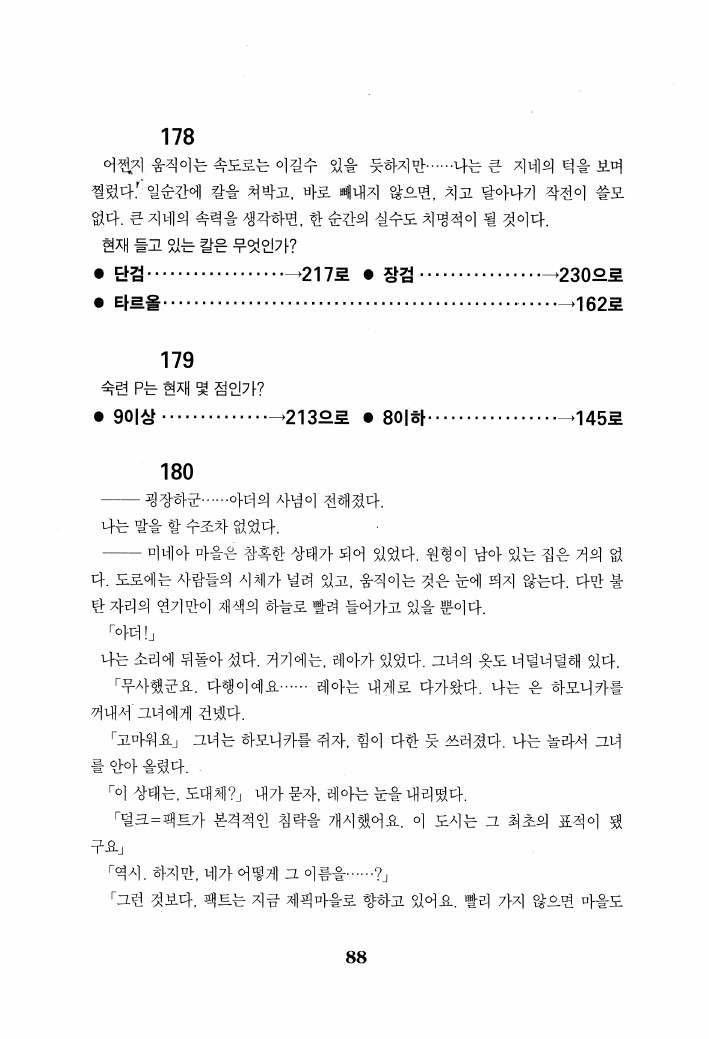 178
어쩐지 움직이는 속도로는 이길수 있을 듯하지만……나는 큰 지네의 턱을 보며
찔렀다. 일순간에 칼을 쳐박고, 바로 빼내지 않으면, 치고 달아나기 작전이 쓸모
없다. 큰 지네의 속력을 생각하면, 한 순간의 실수도 치명적이 될 것이다.
현재 들고 있는 칼은 무엇인가?
● 단검··················→217로 ● 장검················→230으로
● 타르올····················································→162로
179
숙련 P는 현재 몇 점인가?
● 9이상··············→213으로 ● 8이하·················→145로
180
─── 굉장하군……아더의 사념이 전해졌다.
나는 말을 할 수조차 없었다.
─── 미네아 마을은 참혹한 상태가 되어 있었다. 원형이 남아 있는 집은 거의 없
다. 도로에는 사람들의 시체가 널려 있고, 움직이는 것은 눈에 띄지 않는다. 다만 불
탄 자리의 연기만이 재색의 하늘로 빨려 들어가고 있을 뿐이다.
「아더!」
나는 소리에 뒤돌아 섰다. 거기에는, 레아가 있었다. 그녀의 옷도 너덜너덜해 있다.
「무사했군요. 다행이예요…… 레아는 내게로 다가왔다. 나는 은 하모니카를
꺼내서 그녀에게 건넸다.
「고마워요」 그녀는 하모니카를 쥐자, 힘이 다한 듯 쓰러졌다. 나는 놀라서 그녀
를 안아 올렸다.
「이 상태는, 도대체?」 내가 묻자, 레아는 눈을 내리떴다.
「덜크=팩트가 본격적인 침략을 개시했어요. 이 도시는 그 최초의 표적이 됐
구요」
「역시. 하지만, 네가 어떻게 그 이름을……?」
「그런 것보다, 팩트는 지금 제픽마을로 향하고 있어요. 빨리 가지 않으면 마을도
88